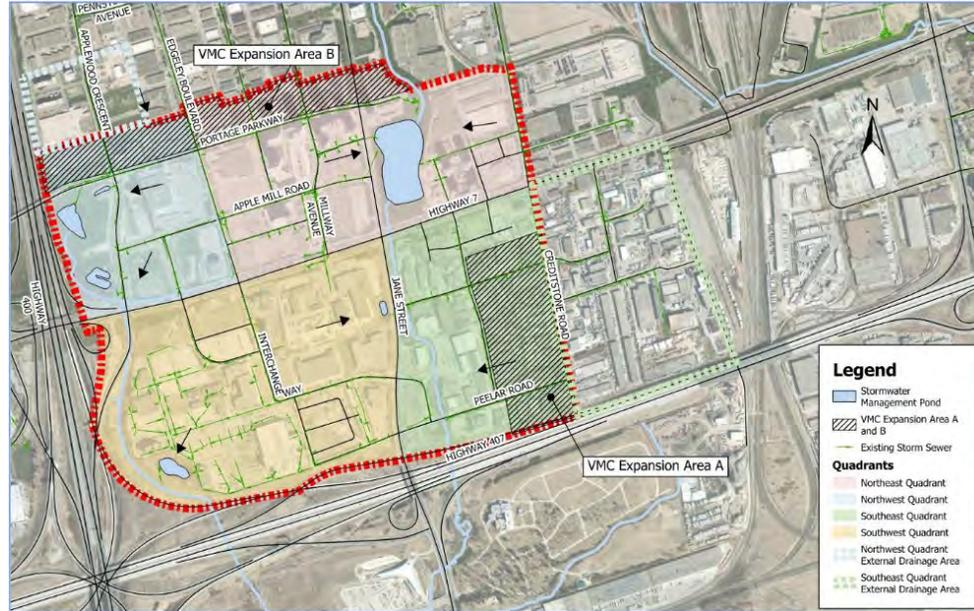 PENNSYLVANIA
AVENUE
APPLEWOOD CRESCENT
EDGELEY BOULEVARD
VMC Expansion Area B
PORTAGE PARKWAY
N
APPLE MILL ROAD
MILLWAY
AVENUE
HIGHWAY 7
HIGHWAY
400
JANE STREET
CREDITSTONE ROAD
INTERCHANGE
WAY
PEELAR ROAD
HIGHWAY 407
VMC Expansion Area A
Legend
Stormwater
Management Pond
VMC Expansion Area A
and B
Existing Storm Sewer
Quadrants
Northeast Quadrant
Northwest Quadrant
Southeast Quadrant
Southwest Quadrant
Northwest Quadrant
External Drainage Area
Southeast Quadrant
External Drainage Area